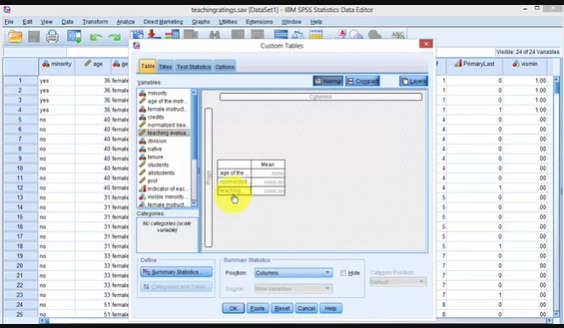 teachingratings.sav [DataSet1] - IBM SPSS Statistics Data Editor
File Edit View Data Transform Analyze Direct Marketing Graphs Utilities Extensions Window Help
Visible: 24 of 24 Variables
minority age ge PrimaryLast vismin
1 yes 36 female 1 0 1.00
2 yes 36 female 0 1.00
3 yes 36 female 0 1.00
4 yes 36 female 1 1.00
5 no 40 female 0 .00
6 no 40 female 0 .00
7 no 40 female 0 .00
8 no 40 female 0 .00
9 no 40 female 0 .00
10 no 40 female 0 .00
11 no 40 female 0 .00
12 no 40 female 1 .00
13 no 31 female 0 .00
14 no 31 female 0 .00
15 no 31 female 0 .00
16 no 31 female 0 .00
17 no 31 female 0 .00
18 no 31 female 1 .00
19 no 33 female 0 .00
20 no 33 female 0 .00
21 no 33 female 0 .00
22 no 33 female 0 .00
23 no 33 female 0 .00
24 no 51 female 0 .00
25 no 51 female 0 .00
Custom Tables
Table Titles Test Statistics Options
Variables:
Normal Compact Layers
minority
age of the instr...
female instruct...
credits
normalized bea...
teaching evalua...
division
native
tenure
students
allstudents
prof
Indicator of eac...
visible minority...
female instruct...
Columns
Rows
Mean
age of the ... nnnn
normalized ... nnnn.nn
teaching ... nnnn.nn
Categories:
No categories (scale
variable)
Define
Summary Statistics...
Categories and Totals...
Summary Statistics
Position: Columns
Hide
Source: Row Variables
Category Position:
Default
OK Paste Reset Cancel Help